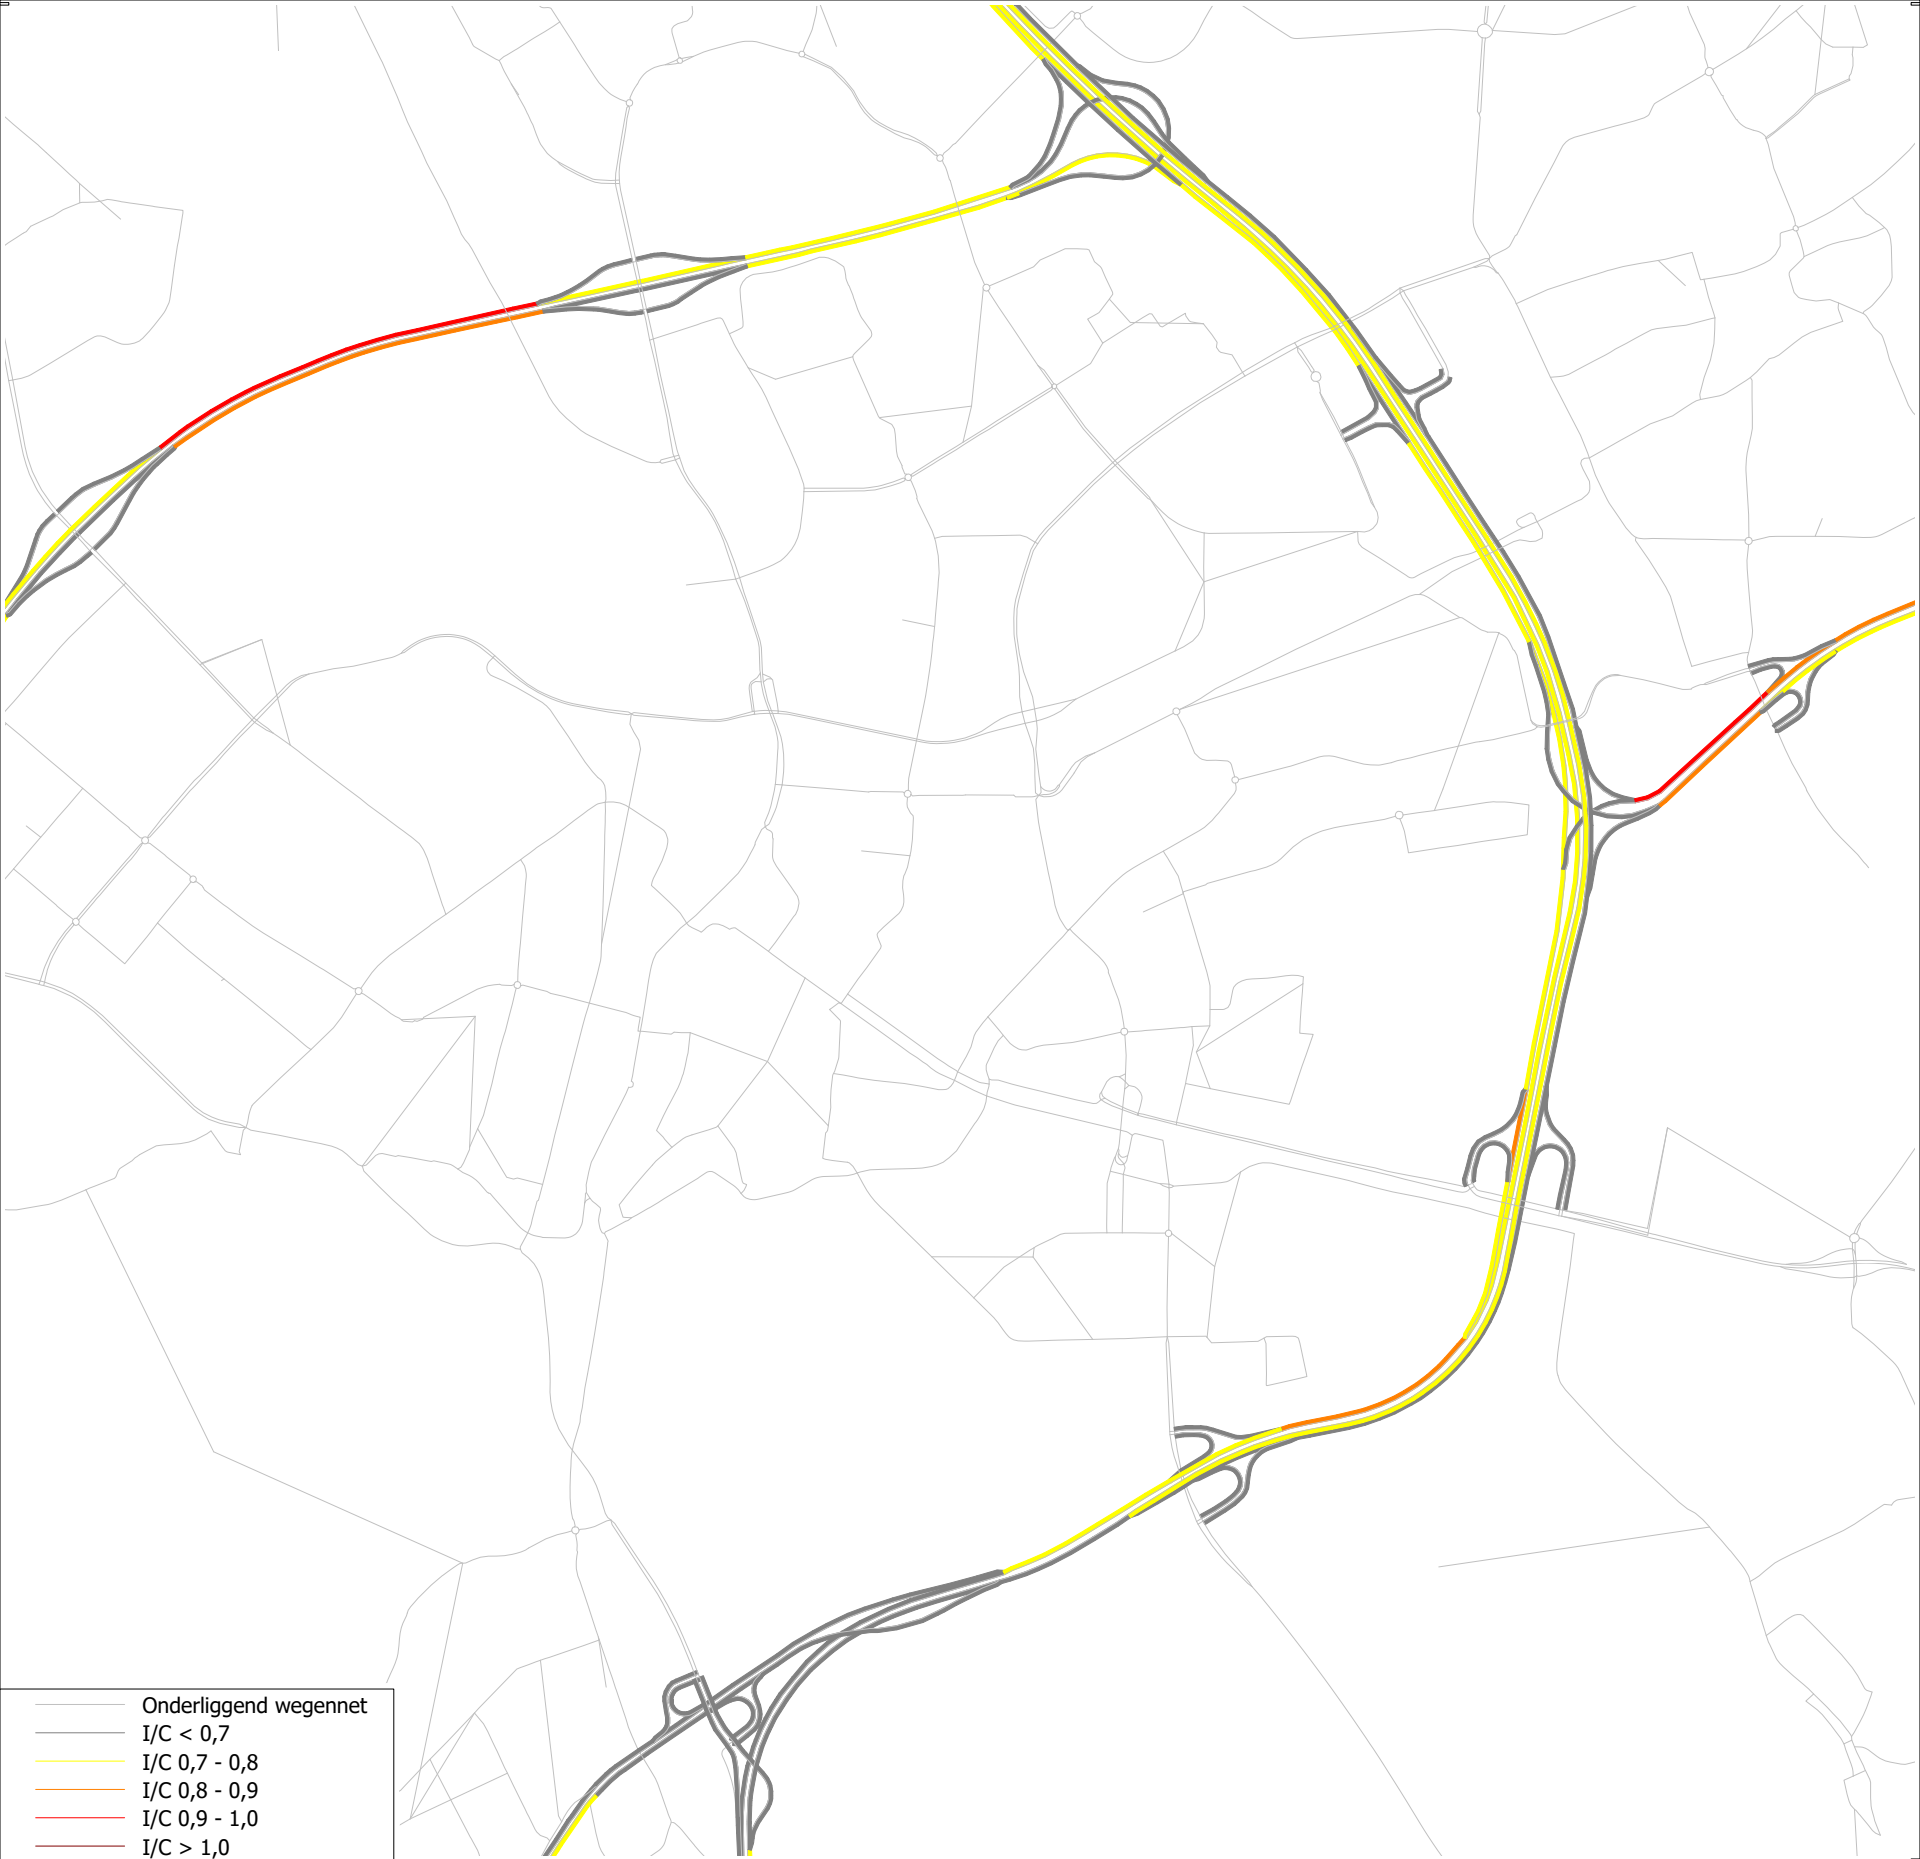 Onderliggend wegennet
I/C < 0,7
I/C 0,7 - 0,8
I/C 0,8 - 0,9
I/C 0,9 - 1,0
I/C > 1,0